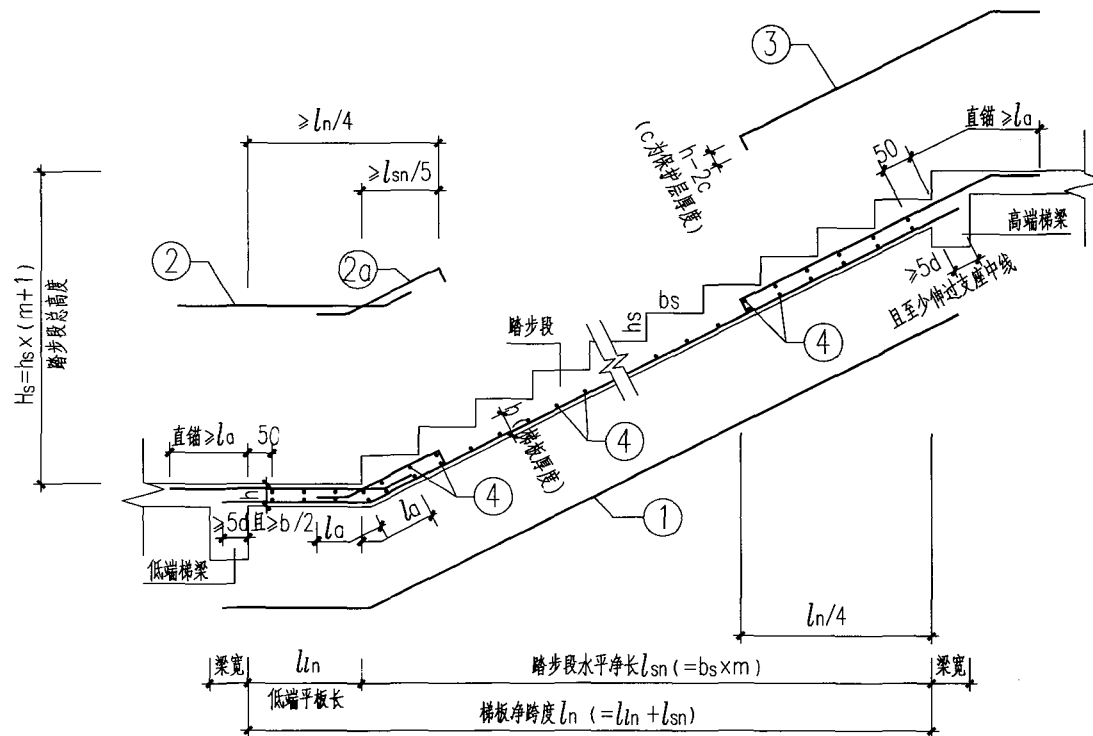 ③
≥ln/4
直锚≥la
50
(c为保护层厚度)
h-2c
≥lsn/5
高端梯梁
②
2a
≥5d
且至少伸过支座中线
Hs=hs×(m+1)
踏步段总高度
bs
hs
踏步段
④
直锚≥la
50
h(梯板厚度)
④
④
h
①
≥5d且≥b/2
la
la
低端梯梁
ln/4
梁宽
lln
踏步段水平净长lsn(=bs×m)
梁宽
低端平板长
梯板净跨度ln (=lln+lsn)